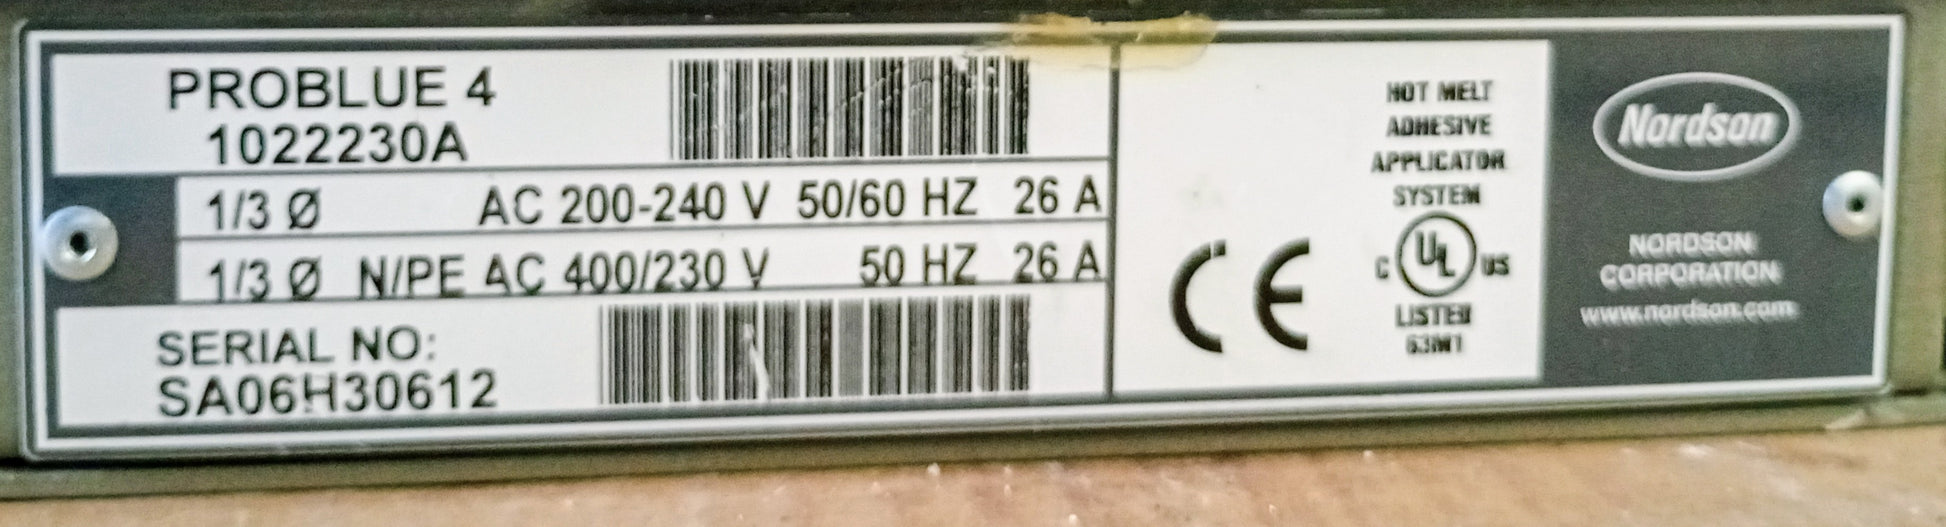 PROBLUE 4
1022230A
1/3 Ø AC 200-240 V 50/60 HZ 26 A
1/3 Ø N/PE AC 400/230 V 50 HZ 26 A
SERIAL NO:
SA06H30612
CE
HOT MELT
ADHESIVE
APPLICATOR
SYSTEM
C UL US
LISTED
63M1
Nordson
NORDSON
CORPORATION
www.nordson.com